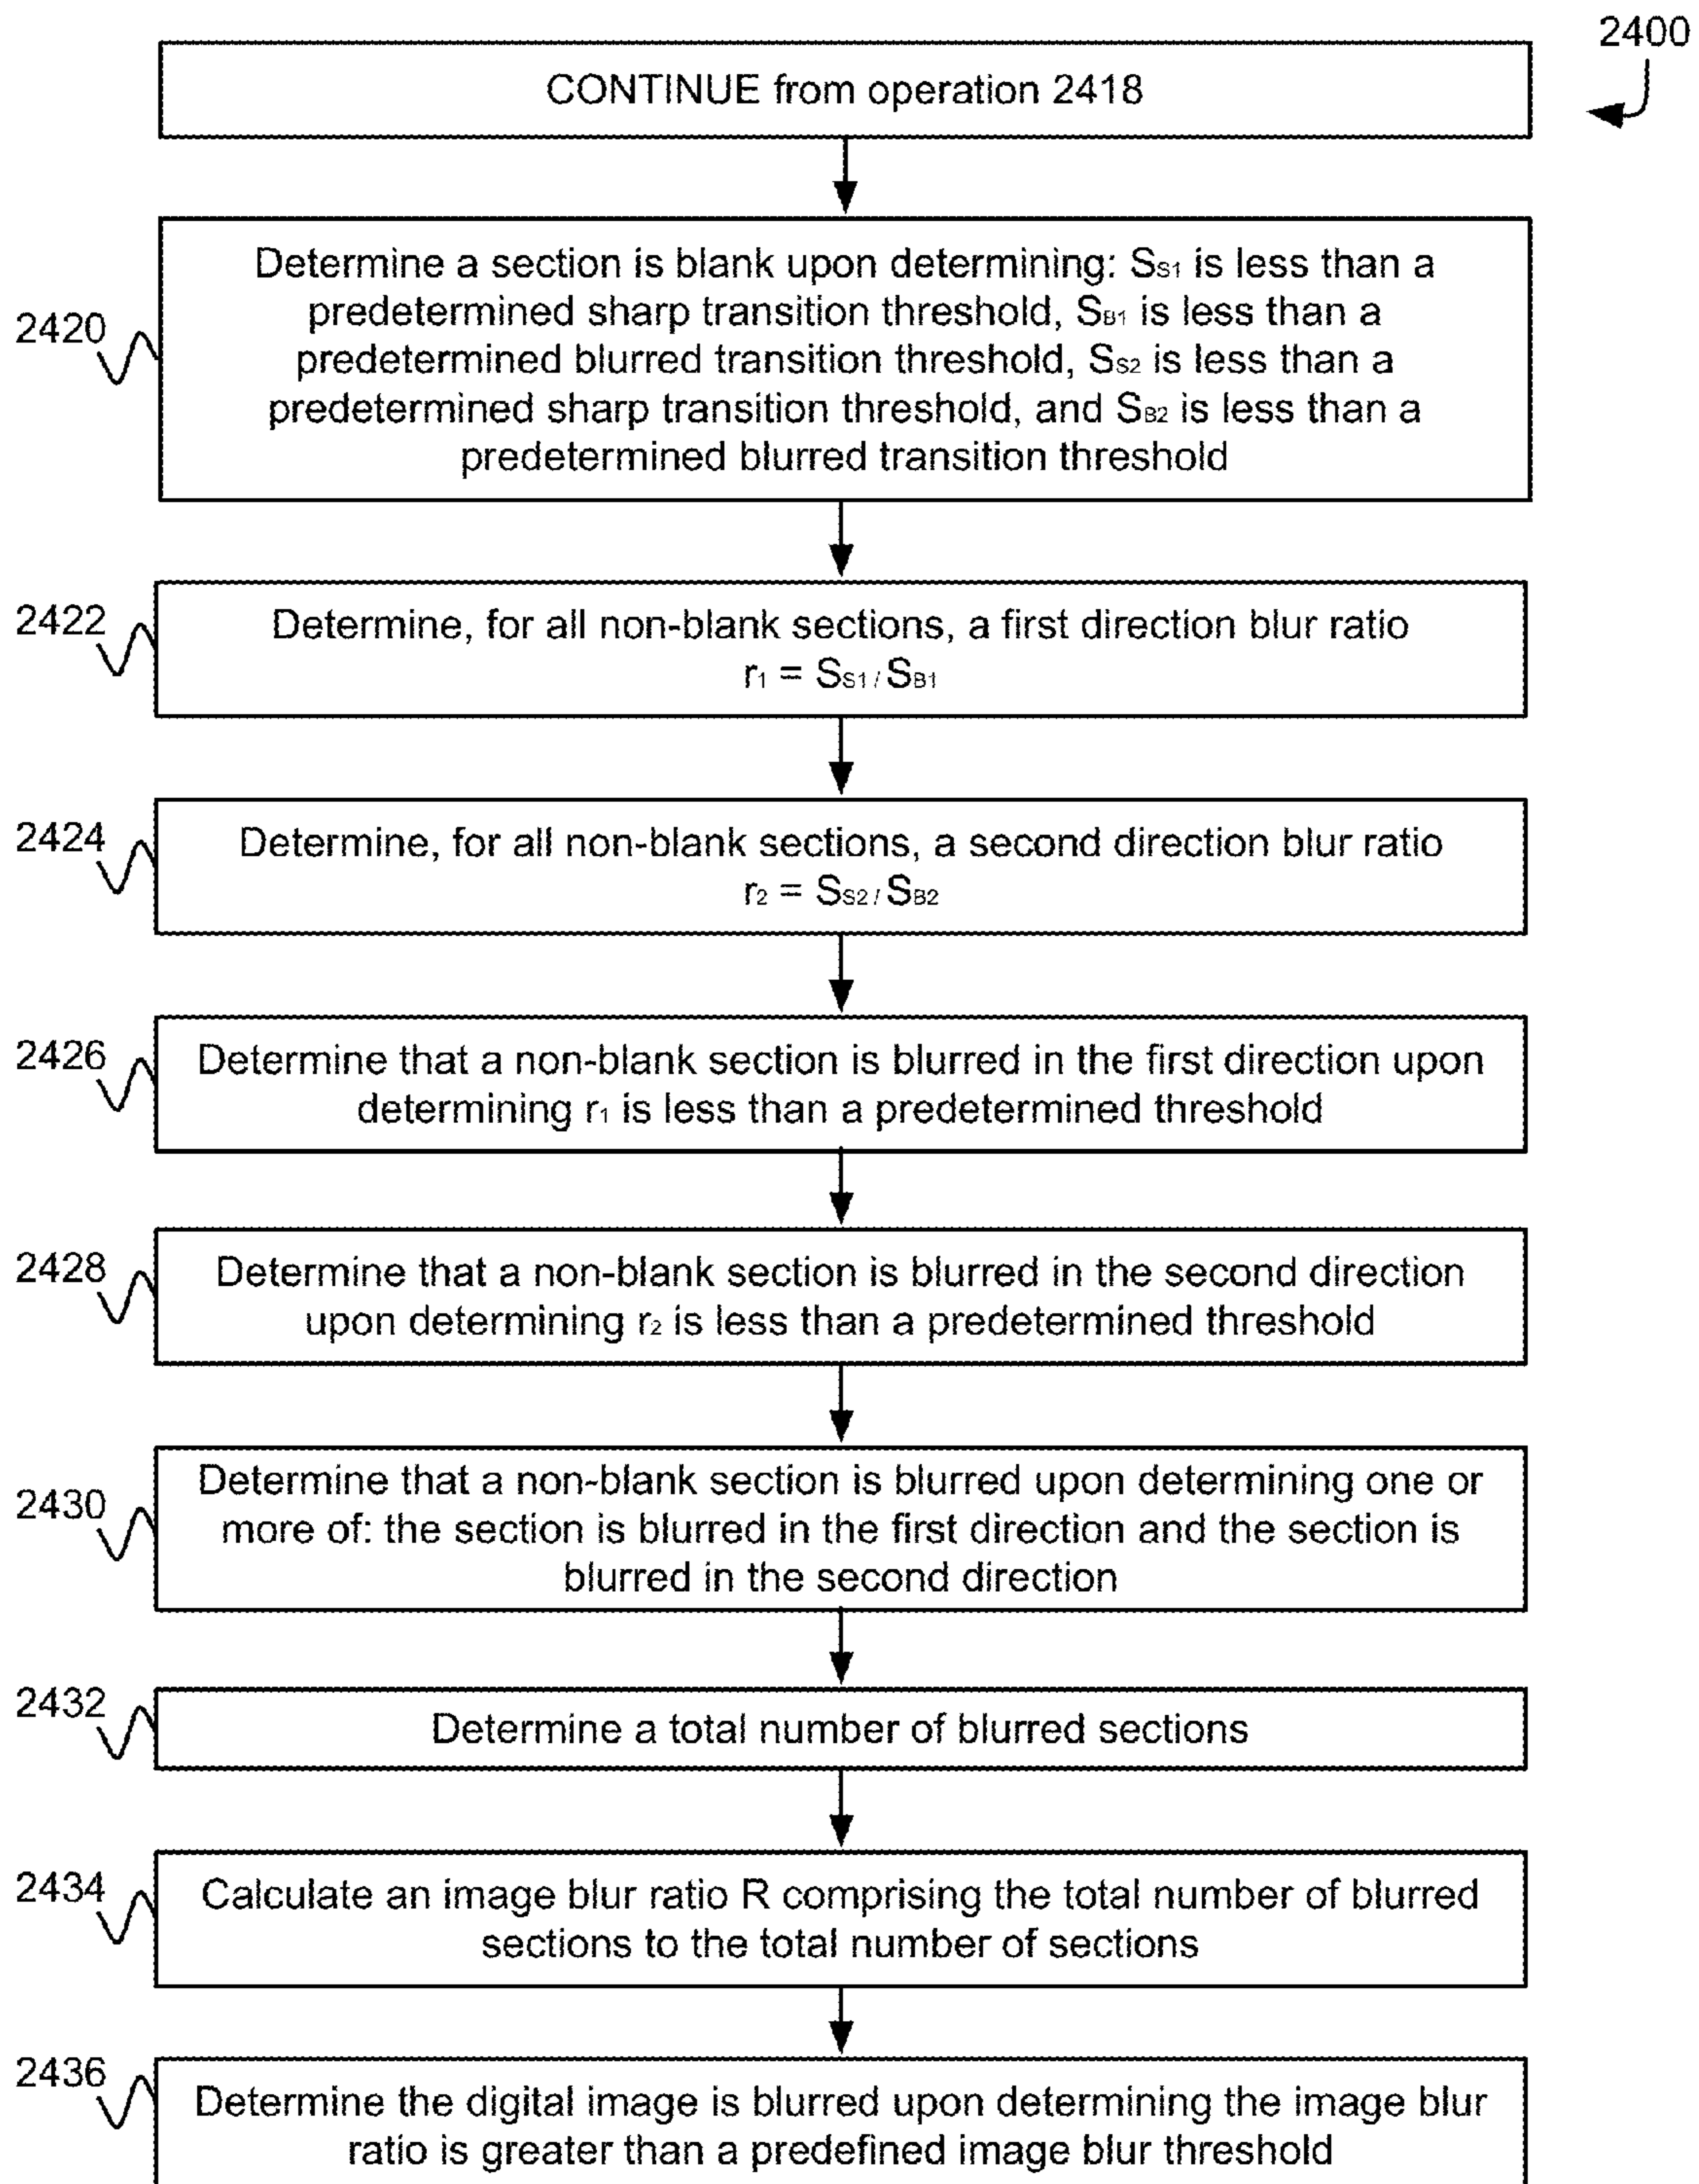 2400
CONTINUE from operation 2418
2420
Determine a section is blank upon determining: SS1 is less than a
predetermined sharp transition threshold, SB1 is less than a
predetermined blurred transition threshold, SS2 is less than a
predetermined sharp transition threshold, and SB2 is less than a
predetermined blurred transition threshold
2422
Determine, for all non-blank sections, a first direction blur ratio
r1 = SS1 / SB1
2424
Determine, for all non-blank sections, a second direction blur ratio
r2 = SS2 / SB2
2426
Determine that a non-blank section is blurred in the first direction upon
determining r1 is less than a predetermined threshold
2428
Determine that a non-blank section is blurred in the second direction
upon determining r2 is less than a predetermined threshold
2430
Determine that a non-blank section is blurred upon determining one or
more of: the section is blurred in the first direction and the section is
blurred in the second direction
2432
Determine a total number of blurred sections
2434
Calculate an image blur ratio R comprising the total number of blurred
sections to the total number of sections
2436
Determine the digital image is blurred upon determining the image blur
ratio is greater than a predefined image blur threshold